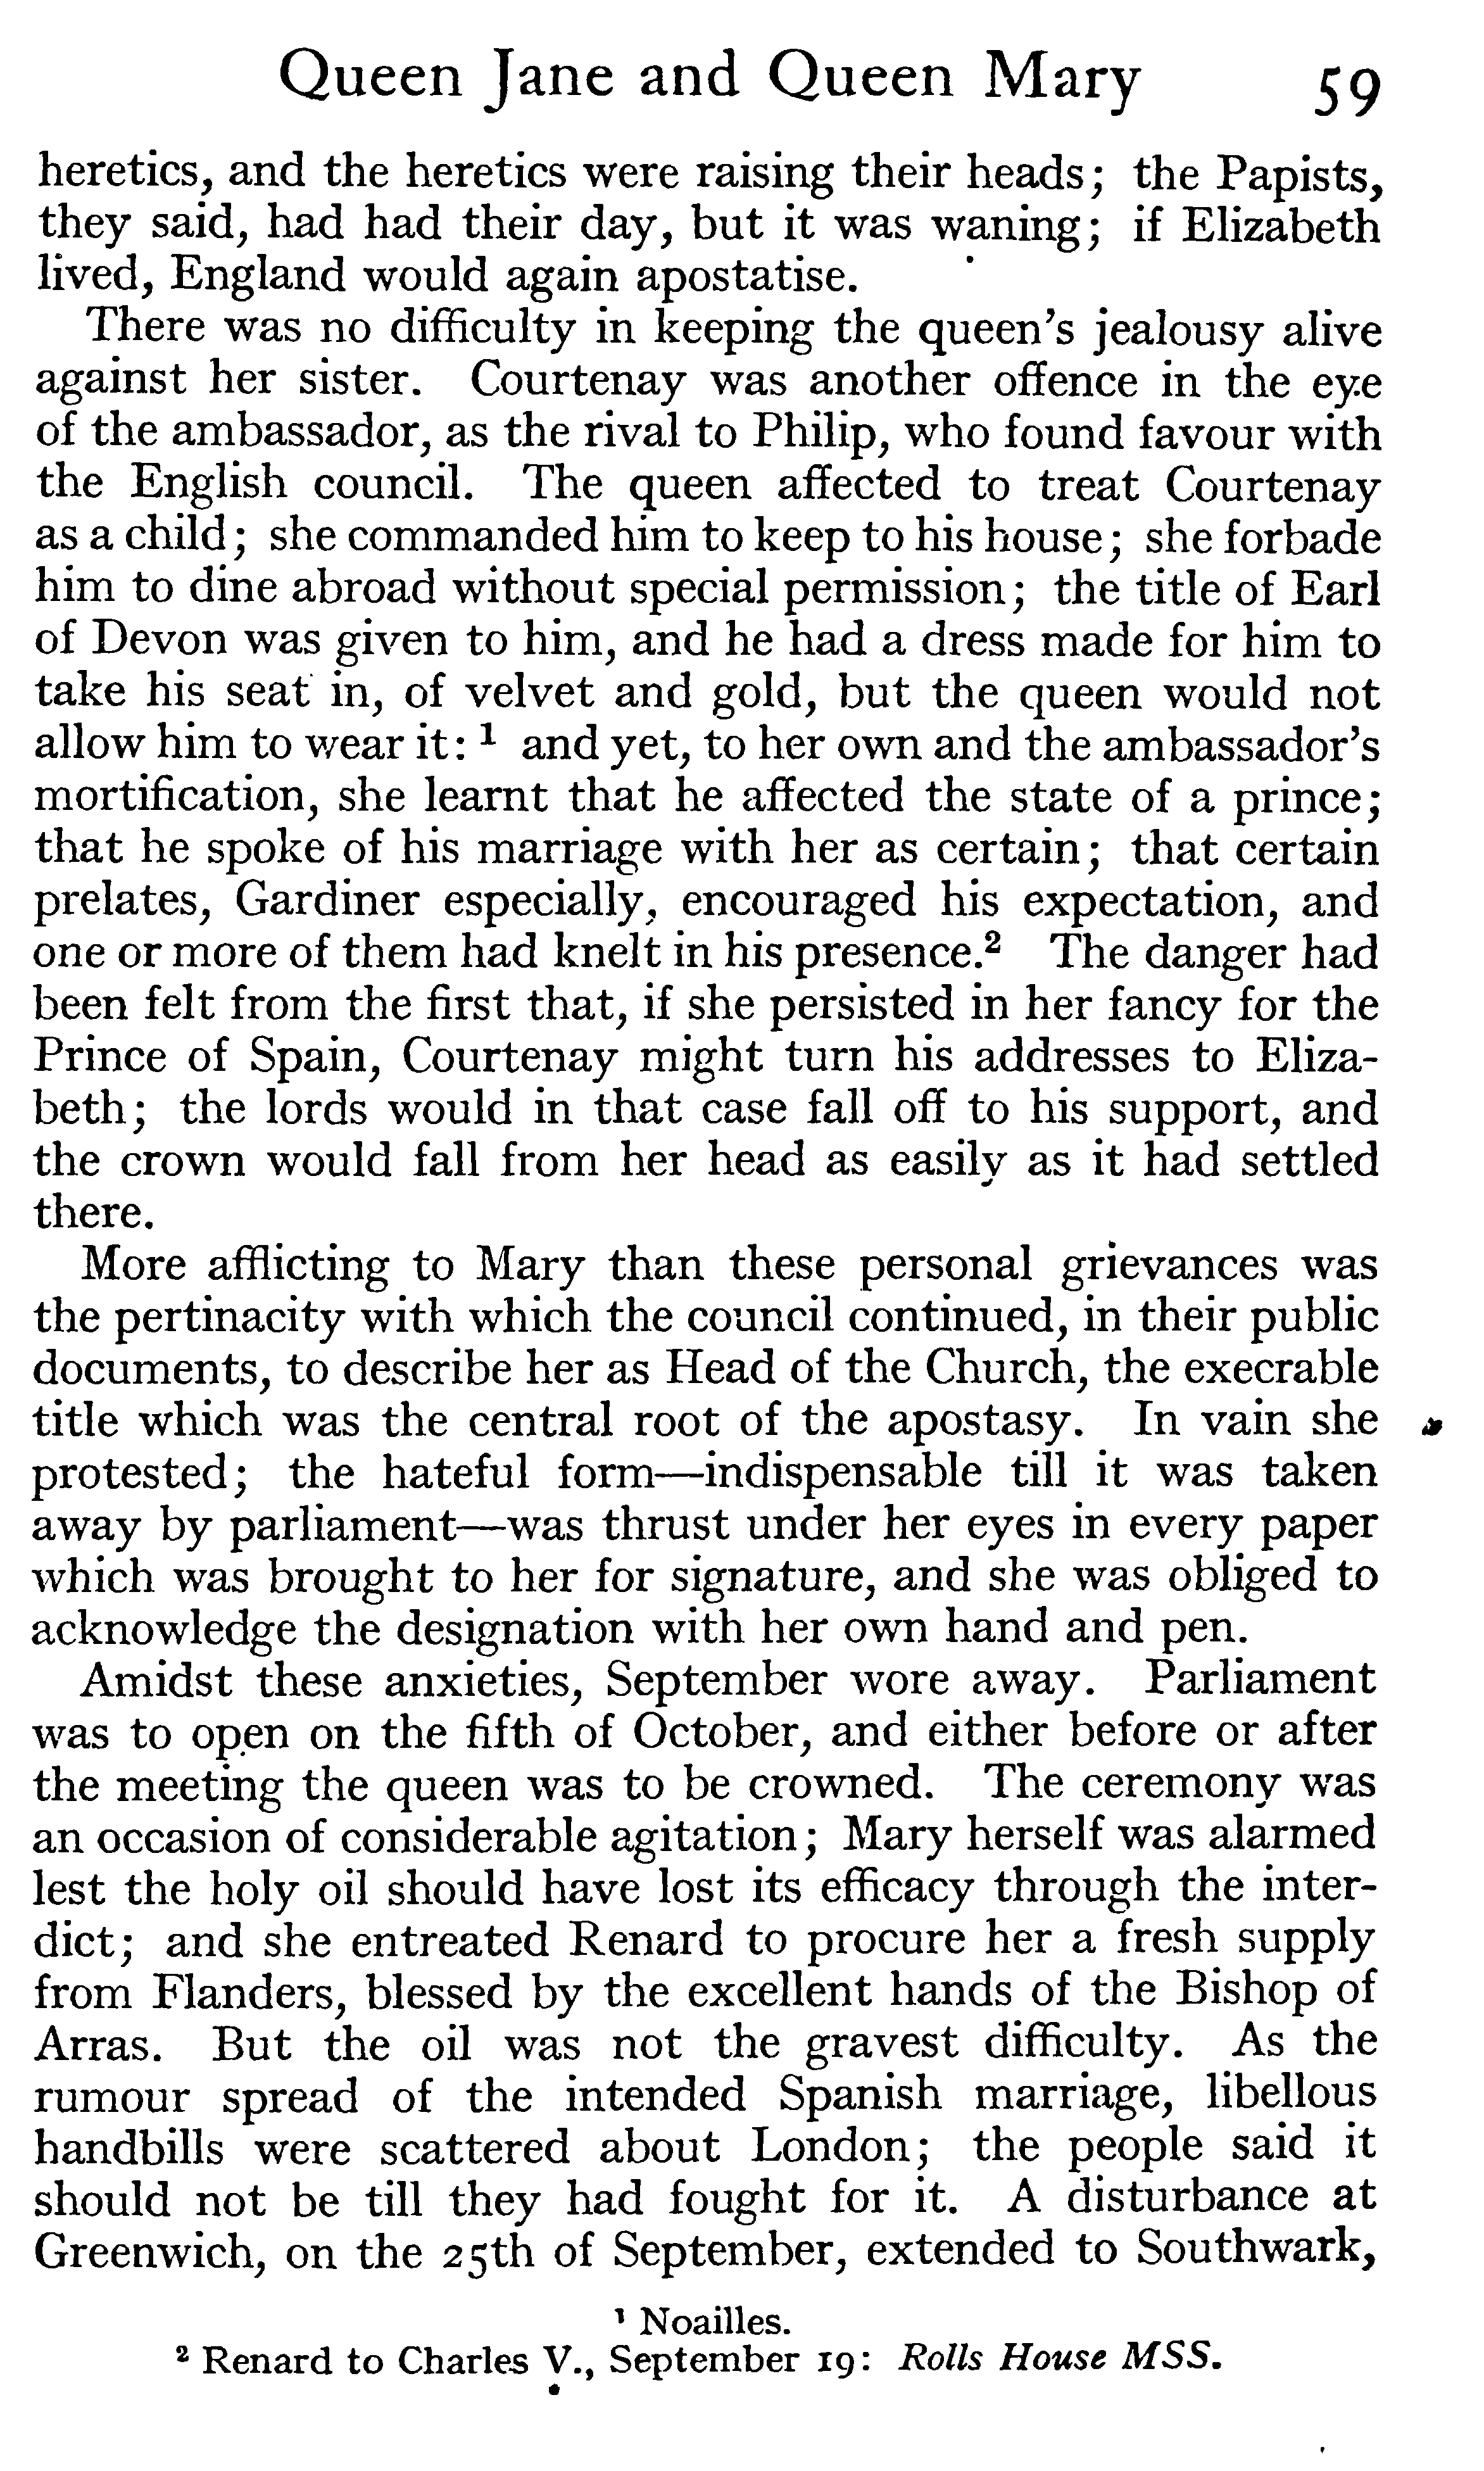 Queen Jane and Queen Mary 59
heretics, and the heretics were raising their heads; the Papists,
they said, had had their day, but it was waning; if Elizabeth
lived, England would again apostatise.
There was no difficulty in keeping the queen's jealousy alive
against her sister. Courtenay was another offence in the eye
of the ambassador, as the rival to Philip, who found favour with
the English council. The queen affected to treat Courtenay
as a child; she commanded him to keep to his house; she forbade
him to dine abroad without special permission; the title of Earl
of Devon was given to him, and he had a dress made for him to
take his seat in, of velvet and gold, but the queen would not
allow him to wear it: ¹ and yet, to her own and the ambassador's
mortification, she learnt that he affected the state of a prince;
that he spoke of his marriage with her as certain; that certain
prelates, Gardiner especially, encouraged his expectation, and
one or more of them had knelt in his presence.² The danger had
been felt from the first that, if she persisted in her fancy for the
Prince of Spain, Courtenay might turn his addresses to Eliza-
beth; the lords would in that case fall off to his support, and
the crown would fall from her head as easily as it had settled
there.
More afflicting to Mary than these personal grievances was
the pertinacity with which the council continued, in their public
documents, to describe her as Head of the Church, the execrable
title which was the central root of the apostasy. In vain she
protested; the hateful form—indispensable till it was taken
away by parliament—was thrust under her eyes in every paper
which was brought to her for signature, and she was obliged to
acknowledge the designation with her own hand and pen.
Amidst these anxieties, September wore away. Parliament
was to open on the fifth of October, and either before or after
the meeting the queen was to be crowned. The ceremony was
an occasion of considerable agitation; Mary herself was alarmed
lest the holy oil should have lost its efficacy through the inter-
dict; and she entreated Renard to procure her a fresh supply
from Flanders, blessed by the excellent hands of the Bishop of
Arras. But the oil was not the gravest difficulty. As the
rumour spread of the intended Spanish marriage, libellous
handbills were scattered about London; the people said it
should not be till they had fought for it. A disturbance at
Greenwich, on the 25th of September, extended to Southwark,
¹ Noailles.
² Renard to Charles V., September 19: Rolls House MSS.